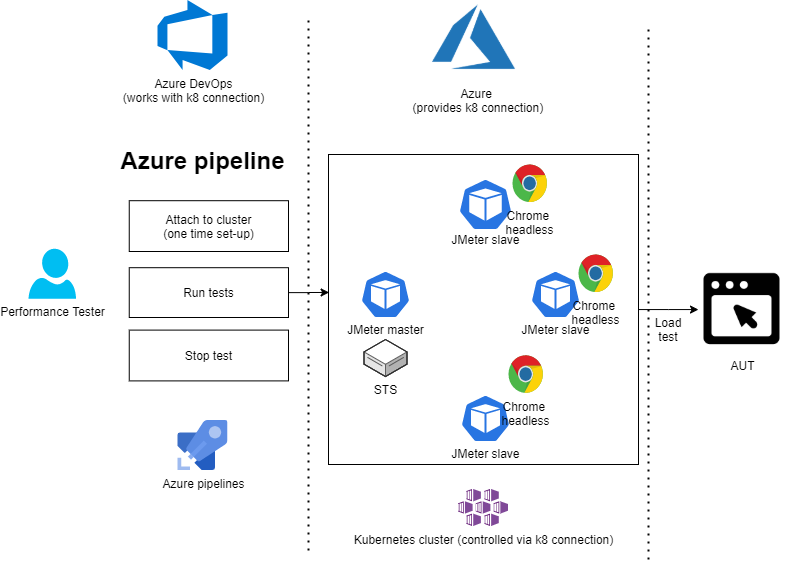 Azure DevOps
(works with k8 connection)
Azure
(provides k8 connection)
Azure pipeline
Attach to cluster
(one time set-up)
Run tests
Stop test
Performance Tester
Azure pipelines
Chrome
headless
JMeter slave
JMeter master
STS
Chrome
headless
JMeter slave
Chrome
headless
JMeter slave
Kubernetes cluster (controlled via k8 connection)
Load
test
AUT